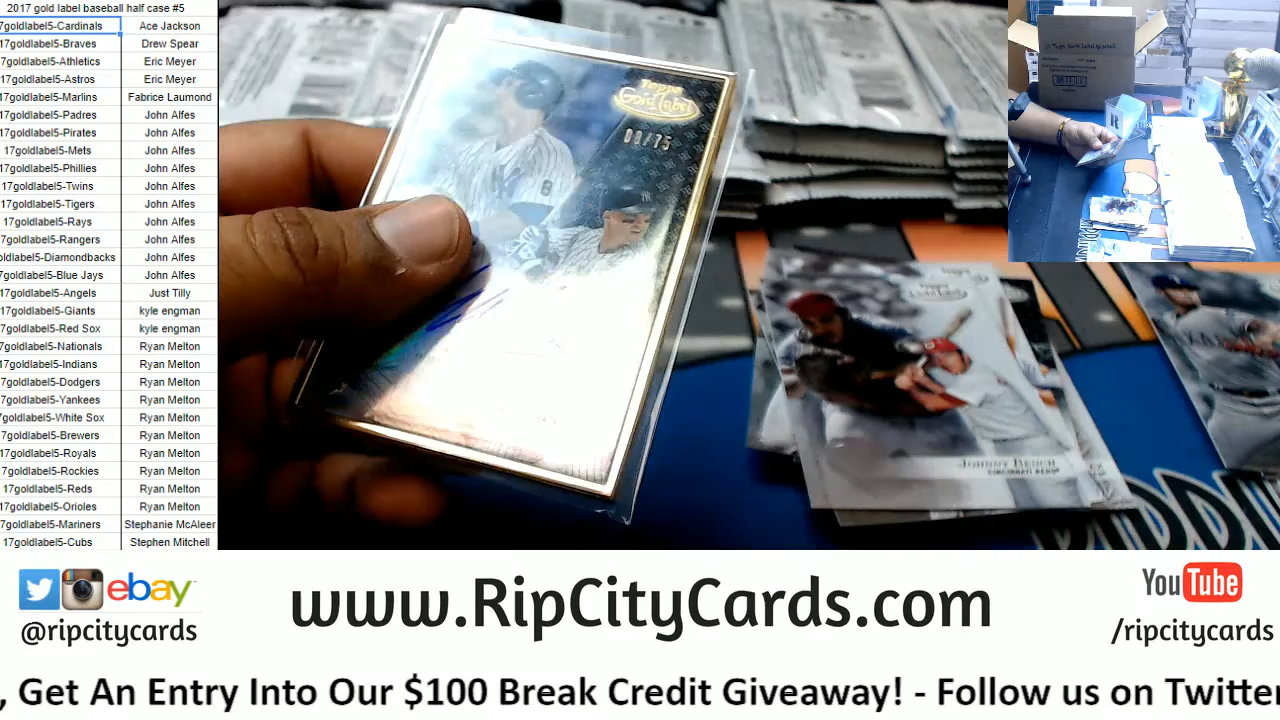 2017 gold label baseball half case #5
7goldlabel5-Cardinals Ace Jackson
17goldlabel5-Braves Drew Spear
17goldlabel5-Athletics Eric Meyer
17goldlabel5-Astros Eric Meyer
17goldlabel5-Marlins Fabrice Laumond
17goldlabel5-Padres John Alfes
17goldlabel5-Pirates John Alfes
17goldlabel5-Mets John Alfes
17goldlabel5-Phillies John Alfes
17goldlabel5-Twins John Alfes
17goldlabel5-Tigers John Alfes
17goldlabel5-Rays John Alfes
17goldlabel5-Rangers John Alfes
oldlabel5-Diamondbacks John Alfes
7goldlabel5-Blue Jays John Alfes
17goldlabel5-Angels Just Tilly
17goldlabel5-Giants kyle engman
17goldlabel5-Red Sox kyle engman
7goldlabel5-Nationals Ryan Melton
17goldlabel5-Indians Ryan Melton
17goldlabel5-Dodgers Ryan Melton
7goldlabel5-Yankees Ryan Melton
7goldlabel5-White Sox Ryan Melton
7goldlabel5-Brewers Ryan Melton
17goldlabel5-Royals Ryan Melton
17goldlabel5-Rockies Ryan Melton
17goldlabel5-Reds Ryan Melton
17goldlabel5-Orioles Ryan Melton
7goldlabel5-Mariners Stephanie McAleer
17goldlabel5-Cubs Stephen Mitchell
Topps
Gold Label
09/75
Johnny Bench
CINCINNATI REDS
R T
ebay
@ripcitycards
www.RipCityCards.com
YouTube
/ripcitycards
, Get An Entry Into Our $100 Break Credit Giveaway! - Follow us on Twitter